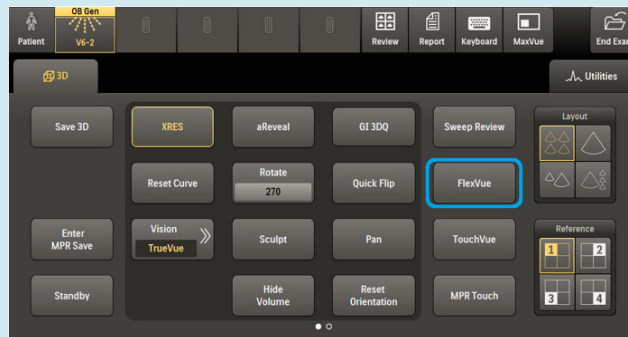 OB Gen
Patient
V6-2
Review
Report
Keyboard
MaxVue
End Exam
3D
Utilities
Save 3D
XRES
aReveal
GI 3DQ
Sweep Review
Layout
Reset Curve
Rotate
270
Quick Flip
FlexVue
Enter
MPR Save
Vision
TrueVue
Sculpt
Pan
TouchVue
Reference
1
2
3
4
Standby
Hide
Volume
Reset
Orientation
MPR Touch